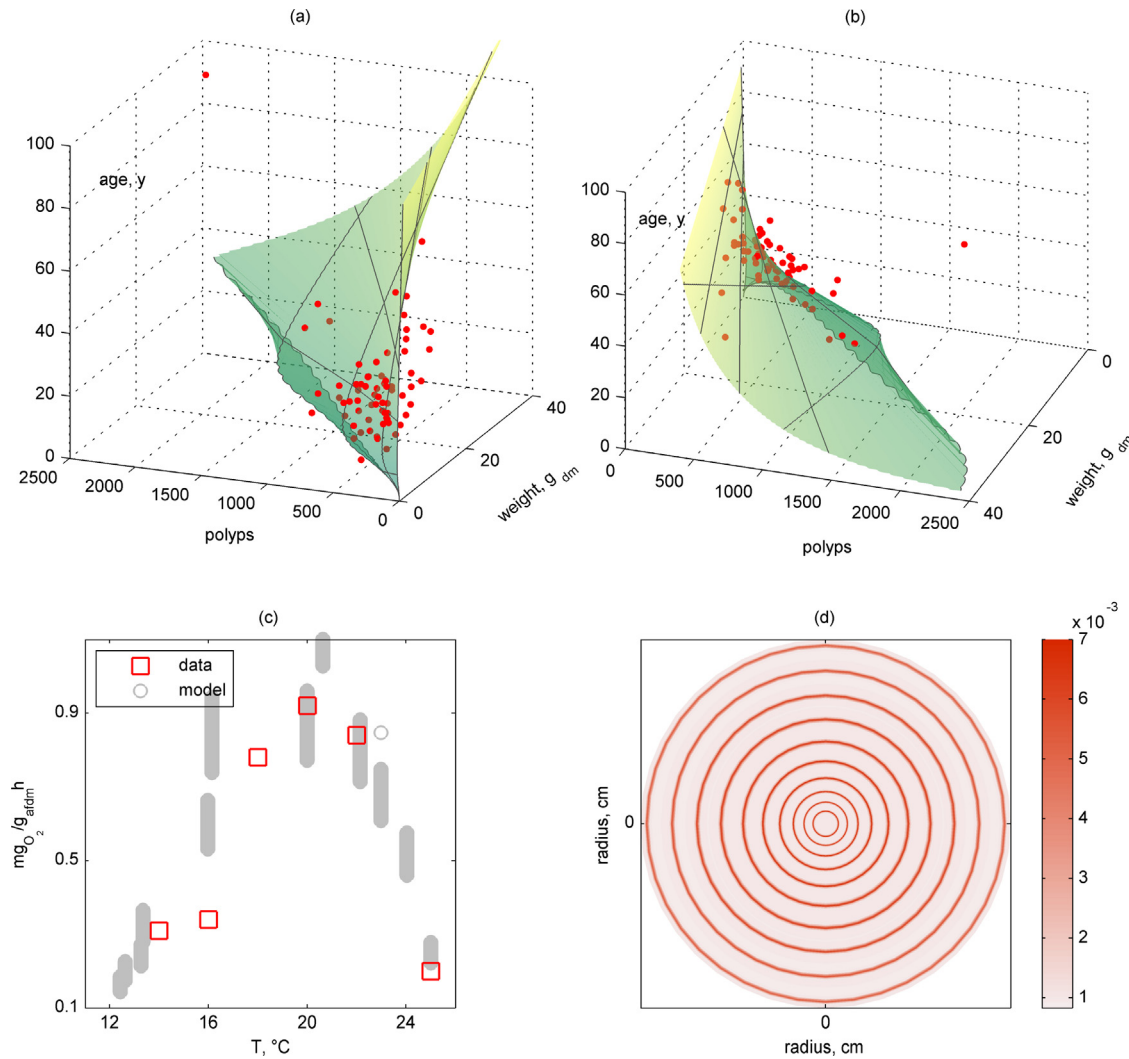 (a)
100
80
60
40
20
0
age, y
2500
2000
1500
1000
500
0
polyps
0
20
40
weight, g dm
(b)
100
80
60
40
20
0
age, y
0
500
1000
1500
2000
2500
polyps
0
20
40
weight, g dm
(c)
data
model
0.9
0.5
0.1
mgO2/gafdmh
12
16
20
24
T, °C
(d)
0
radius, cm
0
radius, cm
x 10-3
7
6
5
4
3
2
1